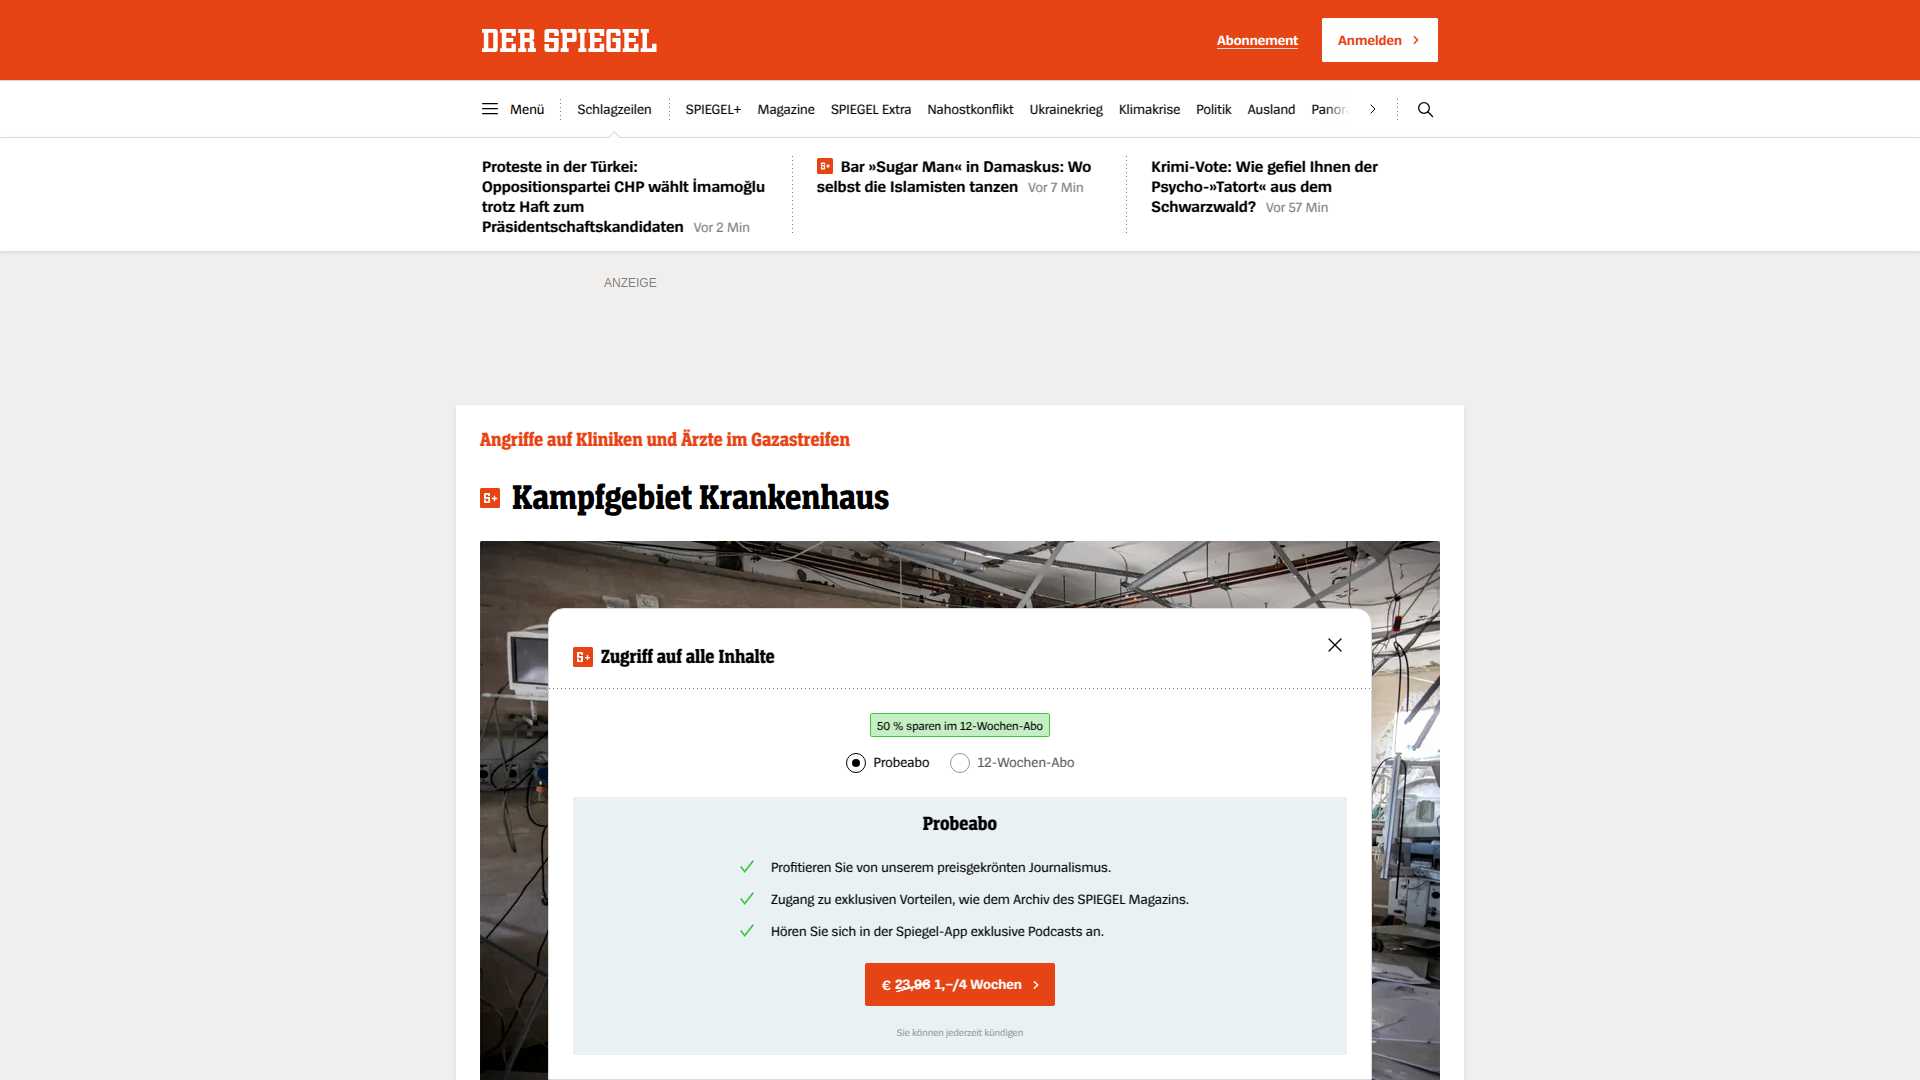 DER SPIEGEL
Abonnement
Anmelden
Menü
Schlagzeilen
SPIEGEL+
Magazine
SPIEGEL Extra
Nahostkonflikt
Ukrainekrieg
Klimakrise
Politik
Ausland
Proteste in der Türkei:
Oppositionspartei CHP wählt İmamoğlu
trotz Haft zum
Präsidentschaftskandidaten Vor 2 Min
Bar »Sugar Man« in Damaskus: Wo
selbst die Islamisten tanzen Vor 7 Min
Krimi-Vote: Wie gefiel Ihnen der
Psycho-»Tatort« aus dem
Schwarzwald? Vor 57 Min
ANZEIGE
Angriffe auf Kliniken und Ärzte im Gazastreifen
Kampfgebiet Krankenhaus
Zugriff auf alle Inhalte
50 % sparen im 12-Wochen-Abo
Probeabo
12-Wochen-Abo
Probeabo
Profitieren Sie von unserem preisgekrönten Journalismus.
Zugang zu exklusiven Vorteilen, wie dem Archiv des SPIEGEL Magazins.
Hören Sie sich in der Spiegel-App exklusive Podcasts an.
€ 23,96 1,–/4 Wochen
Sie können jederzeit kündigen